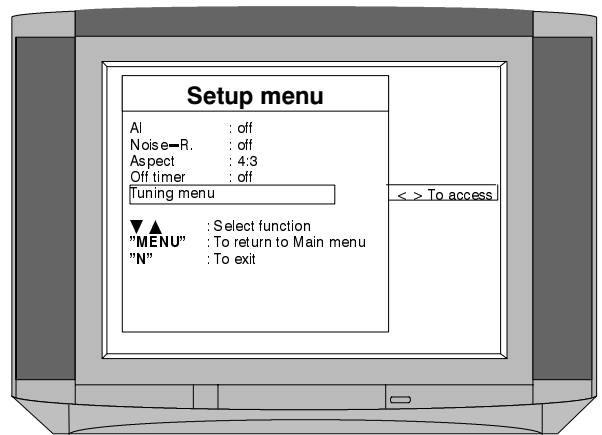 Setup menu
AI : off
Noise-R. : off
Aspect : 4:3
Off timer : off
Tuning menu < > To access
▼ ▲ : Select function
”MENU” : To return to Main menu
”N” : To exit